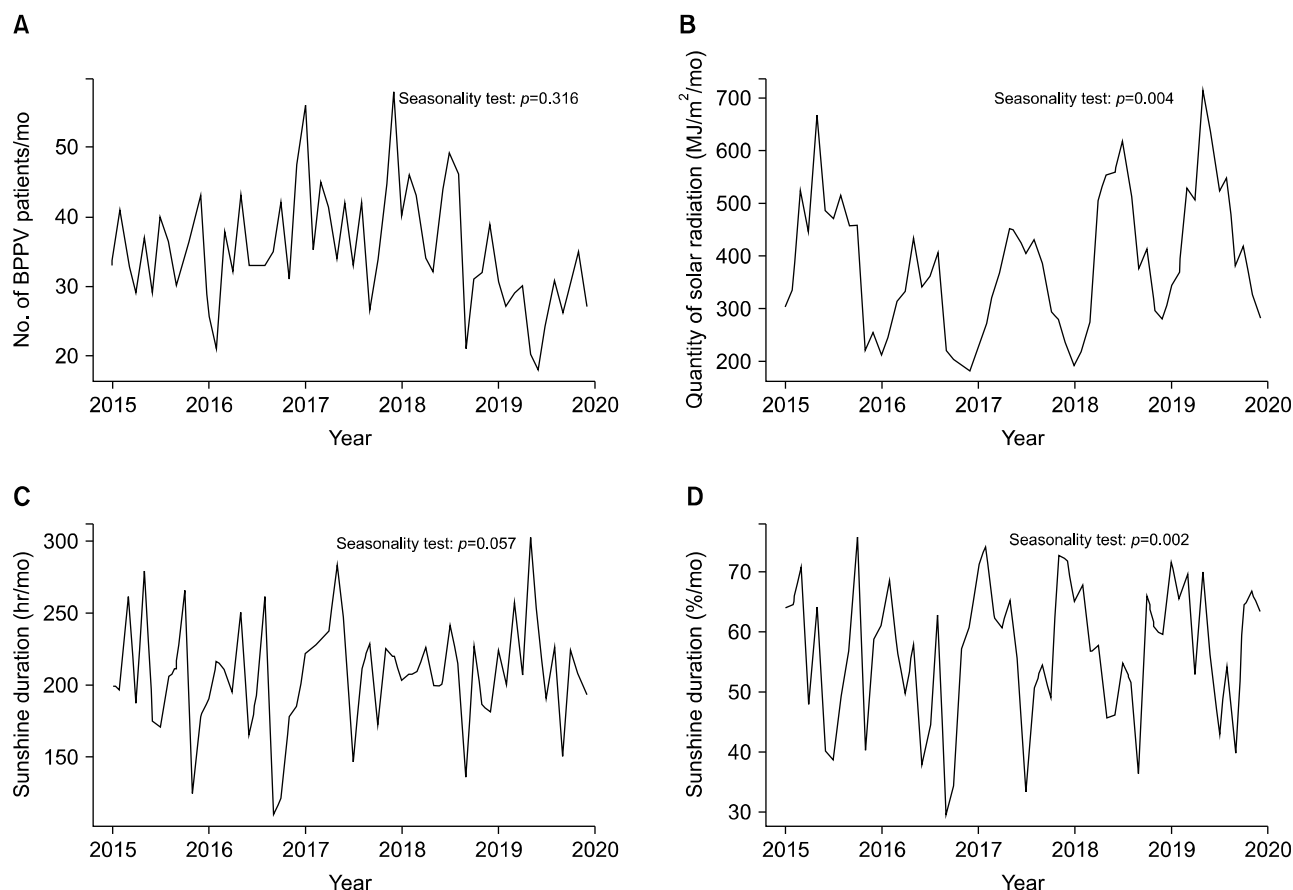 A
No. of BPPV patients/mo
50
40
30
20
Seasonality test: p=0.316
2015 2016 2017 2018 2019 2020
Year
B
Quantity of solar radiation (MJ/m²/mo)
700
600
500
400
300
200
Seasonality test: p=0.004
2015 2016 2017 2018 2019 2020
Year
C
Sunshine duration (hr/mo)
300
250
200
150
Seasonality test: p=0.057
2015 2016 2017 2018 2019 2020
Year
D
Sunshine duration (%/mo)
70
60
50
40
30
Seasonality test: p=0.002
2015 2016 2017 2018 2019 2020
Year